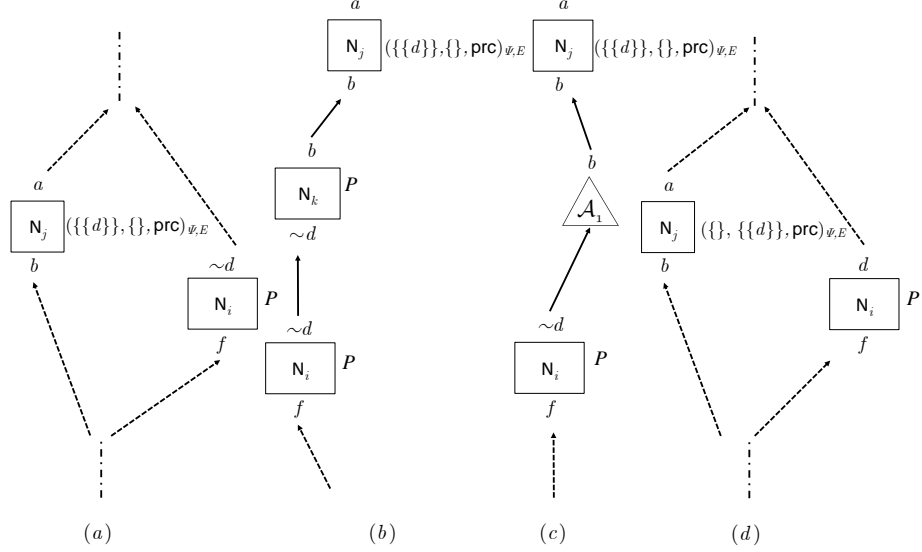 a a
N_j ({{d}},{},prc)_{Ψ,E} N_j ({{d}},{},prc)_{Ψ,E}
b b
b b
a N_k P a
N_j ({{d}},{},prc)_{Ψ,E} 𝒜_1 N_j ({}, {{d}},prc)_{Ψ,E}
~d
b ~d b d
N_i P N_i P
f ~d ~d f
N_i P N_i P
f f
(a) (b) (c) (d)